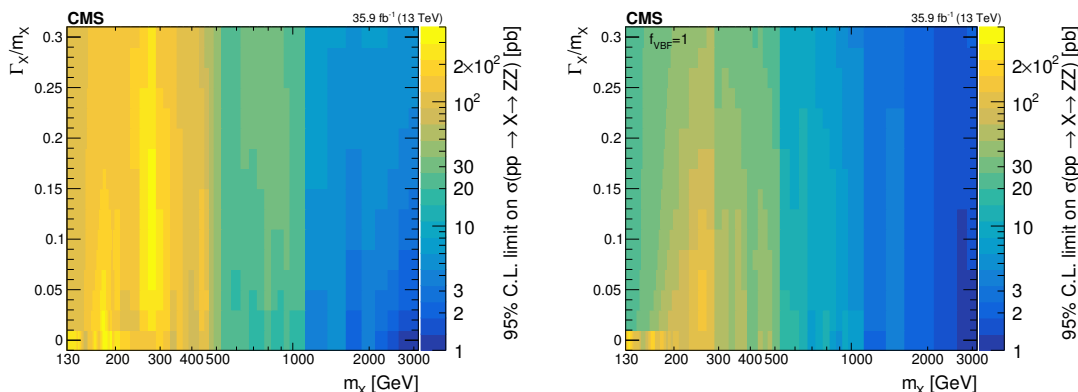 CMS 35.9 fb⁻¹ (13 TeV)
Γ_X/m_X
0.3
0.25
0.2
0.15
0.1
0.05
0
130 200 300 400 500 1000 2000 3000
m_X [GeV]
2×10²
10²
30
20
10
3
2
1
95% C.L. limit on σ(pp → X→ ZZ) [pb]
CMS 35.9 fb⁻¹ (13 TeV)
f_VBF=1
Γ_X/m_X
0.3
0.25
0.2
0.15
0.1
0.05
0
130 200 300 400 500 1000 2000 3000
m_X [GeV]
2×10²
10²
30
20
10
3
2
1
95% C.L. limit on σ(pp → X→ ZZ) [pb]